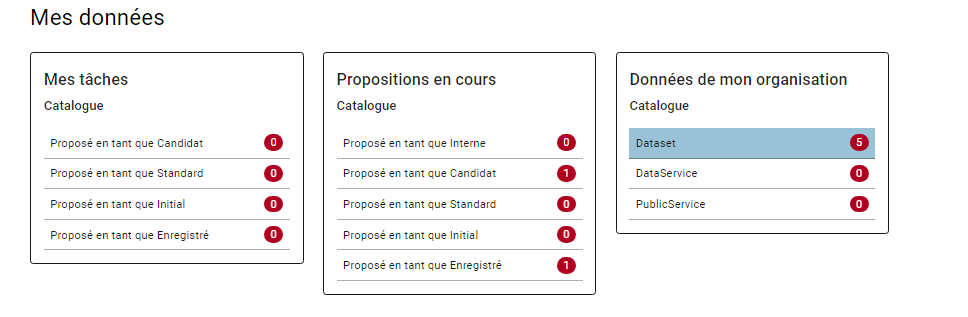 Mes données
Mes tâches
Catalogue
Proposé en tant que Candidat 0
Proposé en tant que Standard 0
Proposé en tant que Initial 0
Proposé en tant que Enregistré 0
Propositions en cours
Catalogue
Proposé en tant que Interne 0
Proposé en tant que Candidat 1
Proposé en tant que Standard 0
Proposé en tant que Initial 0
Proposé en tant que Enregistré 1
Données de mon organisation
Catalogue
Dataset 5
DataService 0
PublicService 0